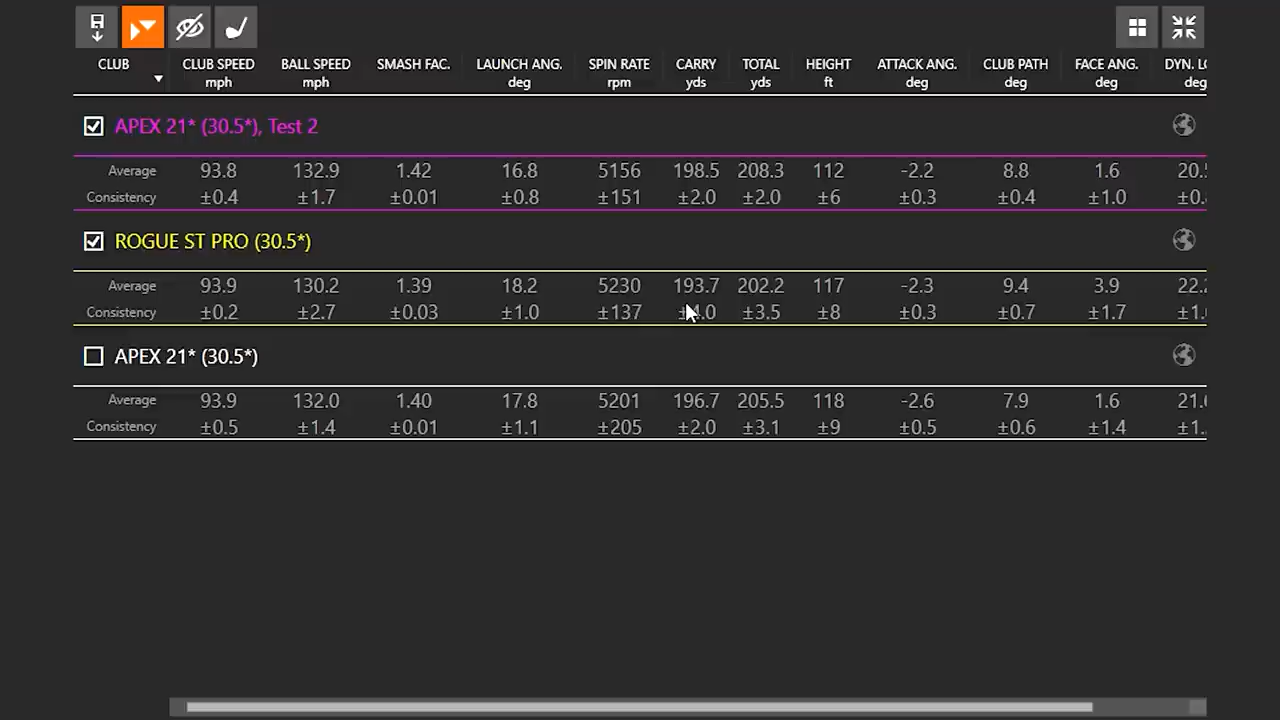 CLUB CLUB SPEED BALL SPEED SMASH FAC. LAUNCH ANG. SPIN RATE CARRY TOTAL HEIGHT ATTACK ANG. CLUB PATH FACE ANG. DYN.
mph mph deg rpm yds yds ft deg deg deg deg
APEX 21* (30.5*), Test 2
Average 93.8 132.9 1.42 16.8 5156 198.5 208.3 112 -2.2 8.8 1.6
Consistency ±0.4 ±1.7 ±0.01 ±0.8 ±151 ±2.0 ±2.0 ±6 ±0.3 ±0.4 ±1.0
ROGUE ST PRO (30.5*)
Average 93.9 130.2 1.39 18.2 5230 193.7 202.2 117 -2.3 9.4 3.9
Consistency ±0.2 ±2.7 ±0.03 ±1.0 ±137 ±3.5 ±8 ±0.3 ±0.7 ±1.7
APEX 21* (30.5*)
Average 93.9 132.0 1.40 17.8 5201 196.7 205.5 118 -2.6 7.9 1.6
Consistency ±0.5 ±1.4 ±0.01 ±1.1 ±205 ±2.0 ±3.1 ±9 ±0.5 ±0.6 ±1.4